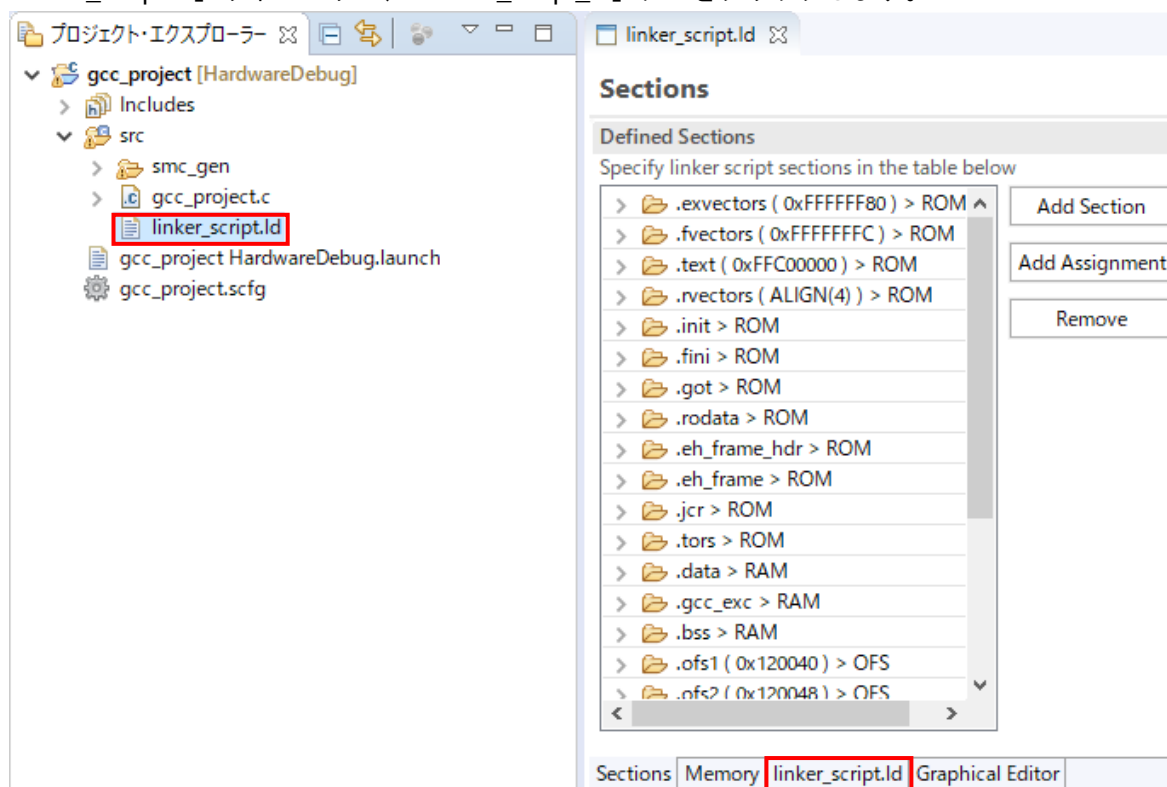 プロジェクト・エクスプローラー
gcc_project [HardwareDebug]
Includes
src
smc_gen
gcc_project.c
linker_script.ld
gcc_project HardwareDebug.launch
gcc_project.scfg
linker_script.ld
Sections
Defined Sections
Specify linker script sections in the table below
.exvectors ( 0xFFFFFF80 ) > ROM
.fvectors ( 0xFFFFFFFC ) > ROM
.text ( 0xFFC00000 ) > ROM
.rvectors ( ALIGN(4) ) > ROM
.init > ROM
.fini > ROM
.got > ROM
.rodata > ROM
.eh_frame_hdr > ROM
.eh_frame > ROM
.jcr > ROM
.tors > ROM
.data > RAM
.gcc_exc > RAM
.bss > RAM
.ofs1 ( 0x120040 ) > OFS
.ofs2 ( 0x120048 ) > OFS
Add Section
Add Assignment
Remove
Sections Memory linker_script.ld Graphical Editor